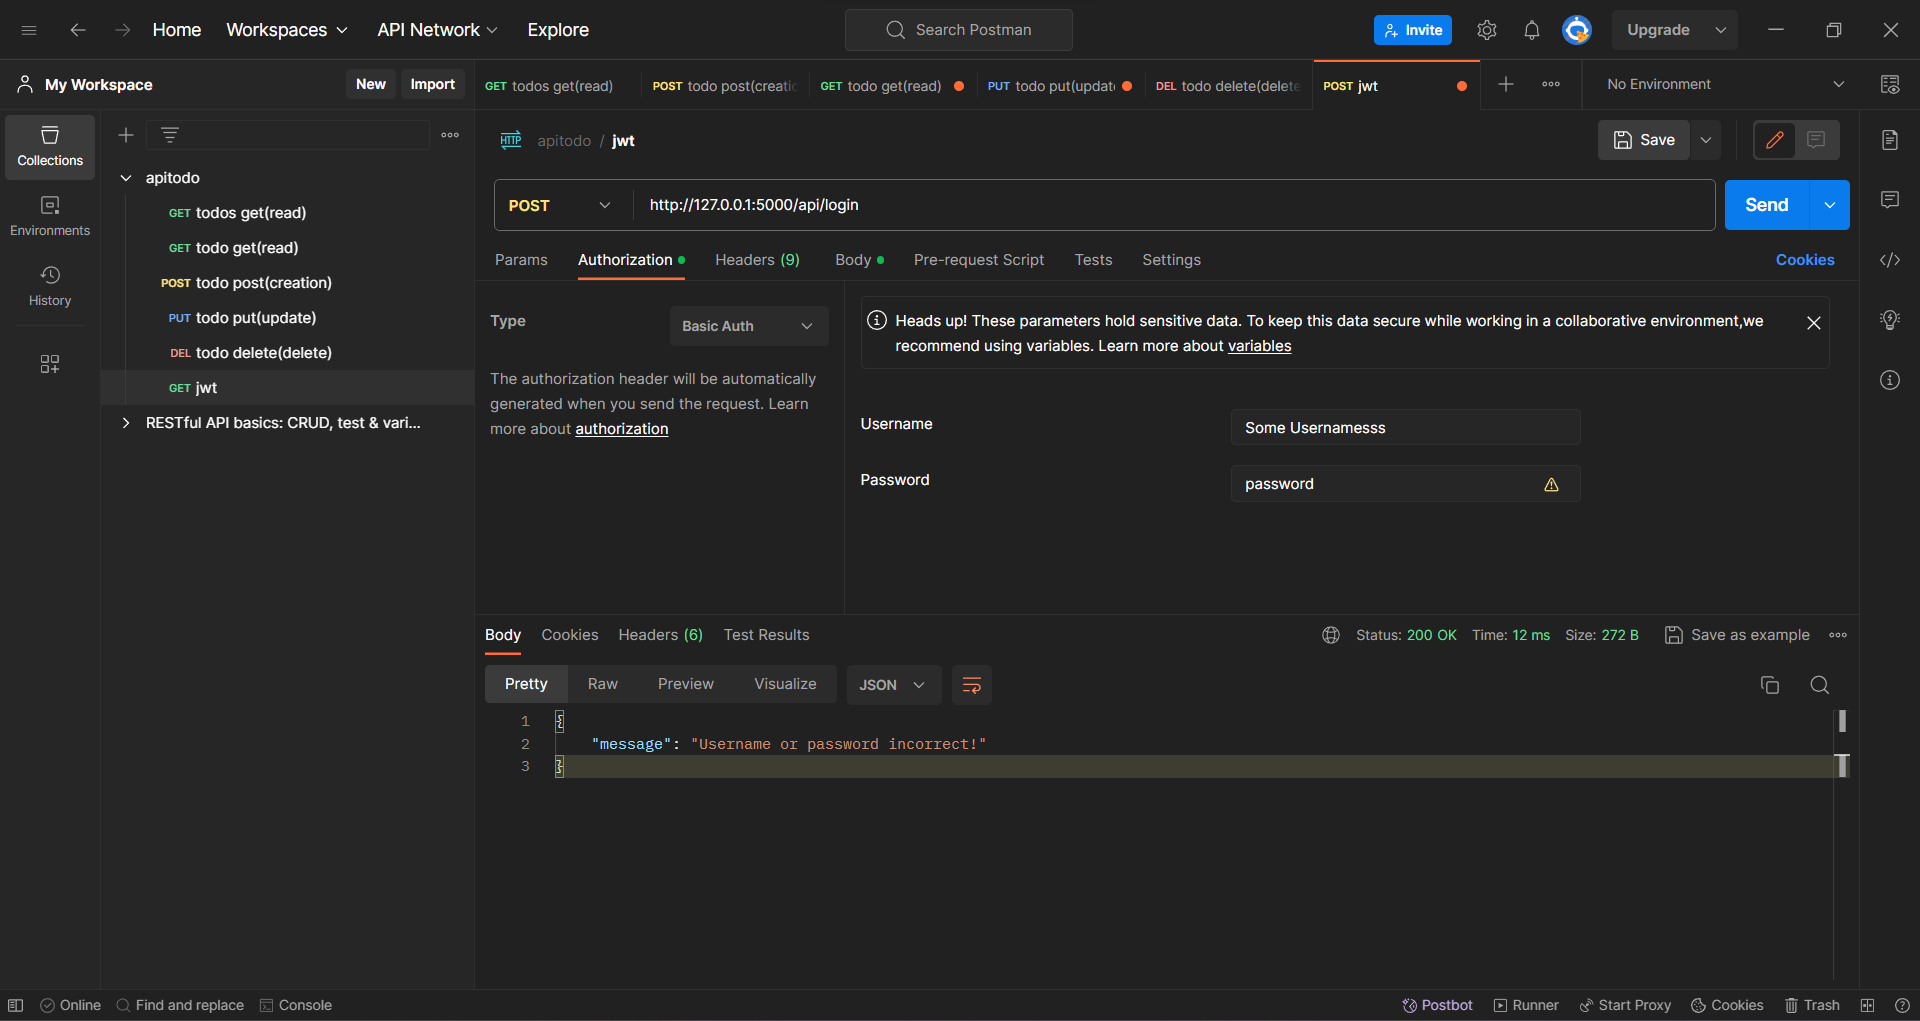 Home Workspaces API Network Explore Search Postman Invite Upgrade
My Workspace New Import GET todos get(read) POST todo post(creatic GET todo get(read) PUT todo put(updat DEL todo delete(delete POST jwt No Environment
Collections
Environments
History
apitodo
GET todos get(read)
GET todo get(read)
POST todo post(creation)
PUT todo put(update)
DEL todo delete(delete)
GET jwt
RESTful API basics: CRUD, test & vari...
HTTP apitodo / jwt Save
POST http://127.0.0.1:5000/api/login Send
Params Authorization Headers (9) Body Pre-request Script Tests Settings Cookies
Type Basic Auth
The authorization header will be automatically
generated when you send the request. Learn
more about authorization
Heads up! These parameters hold sensitive data. To keep this data secure while working in a collaborative environment,we
recommend using variables. Learn more about variables
Username Some Usernamesss
Password password
Body Cookies Headers (6) Test Results Status: 200 OK Time: 12 ms Size: 272 B Save as example
Pretty Raw Preview Visualize JSON
1 {
2 "message": "Username or password incorrect!"
3 }
Online Find and replace Console Postbot Runner Start Proxy Cookies Trash